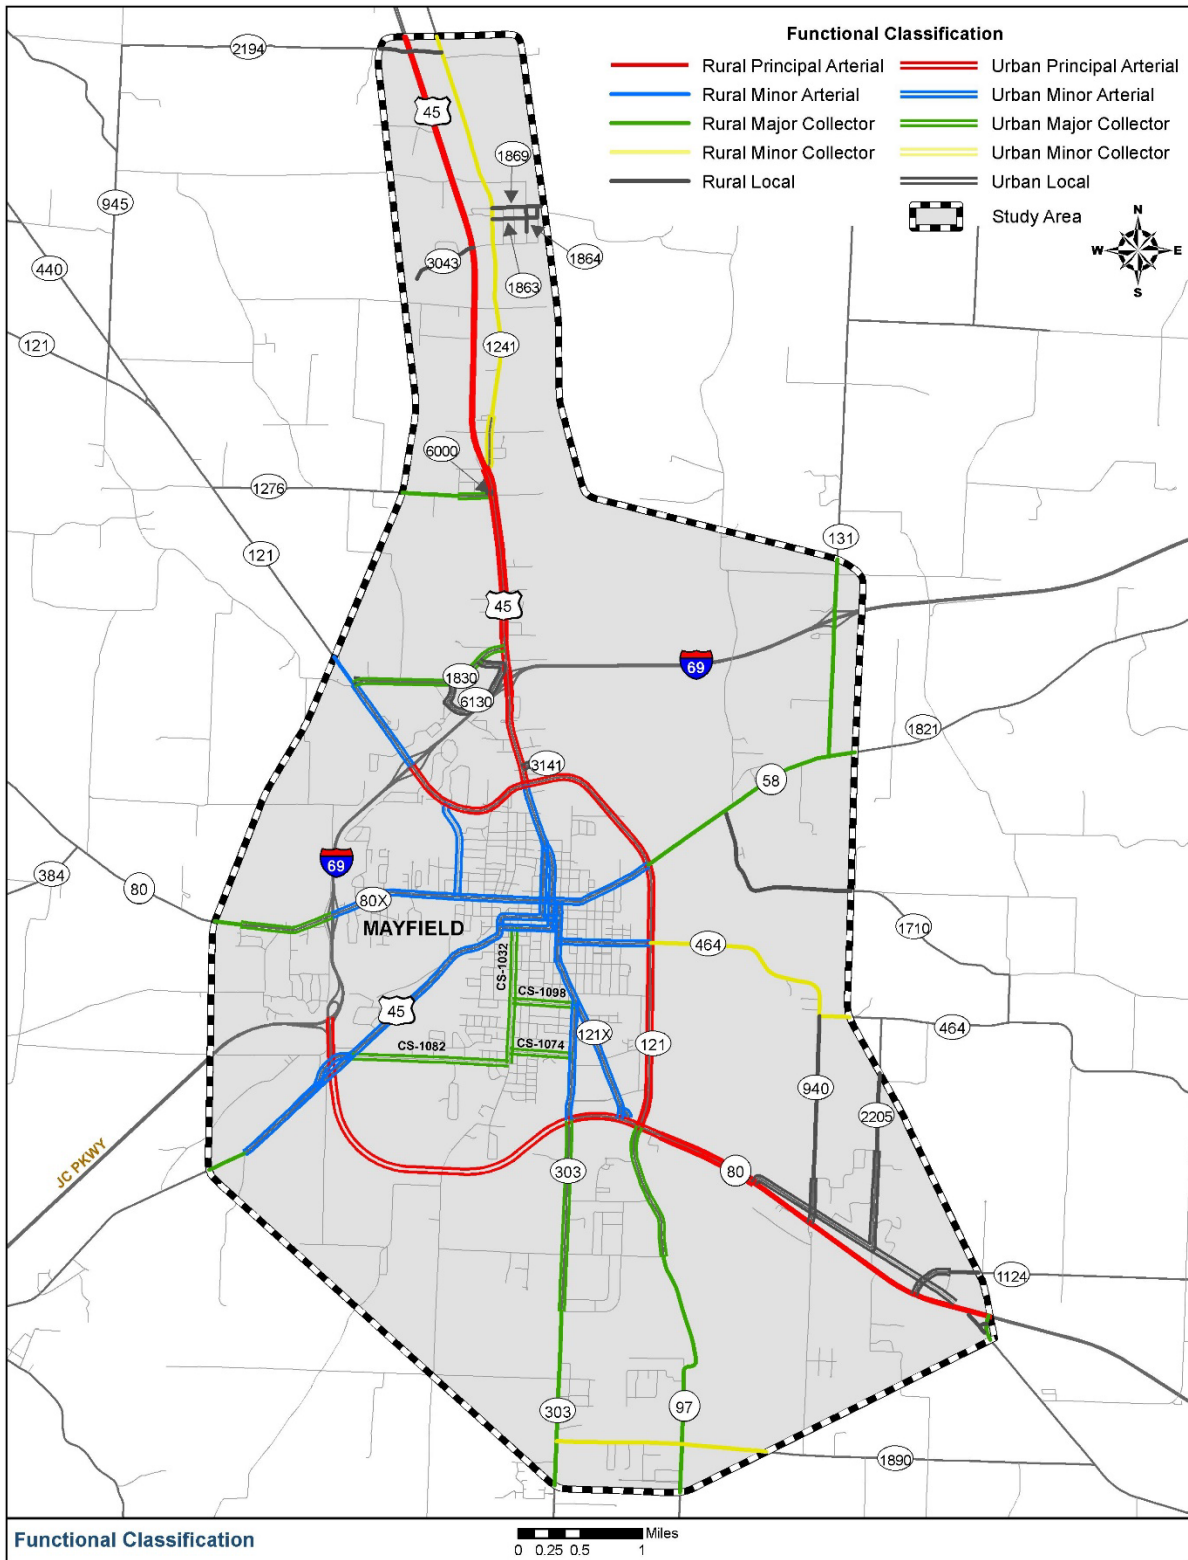 Functional Classification
Rural Principal Arterial
Urban Principal Arterial
Rural Minor Arterial
Urban Minor Arterial
Rural Major Collector
Urban Major Collector
Rural Minor Collector
Urban Minor Collector
Rural Local
Urban Local
Study Area
N
W E
S
2194
45
1869
945
440
3043
1864
1863
121
1241
6000
1276
131
121
45
69
1830
6130
1821
3141
58
69
384
80
80X
MAYFIELD
1710
464
CS-1032
CS-1098
45
464
121X
121
CS-1082
CS-1074
940
2205
JC PKWY
303
80
1124
303
97
1890
Functional Classification
Miles
0 0.25 0.5 1